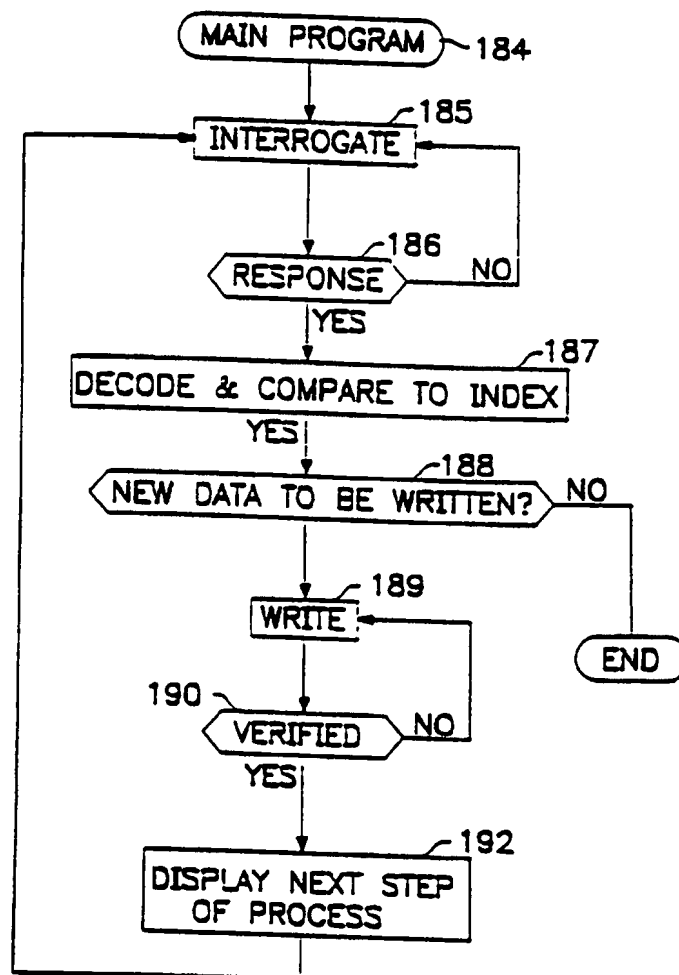 MAIN PROGRAM
184
185
INTERROGATE
186
RESPONSE
NO
YES
187
DECODE & COMPARE TO INDEX
YES
188
NEW DATA TO BE WRITTEN?
NO
189
WRITE
END
190
VERIFIED
NO
YES
192
DISPLAY NEXT STEP
OF PROCESS